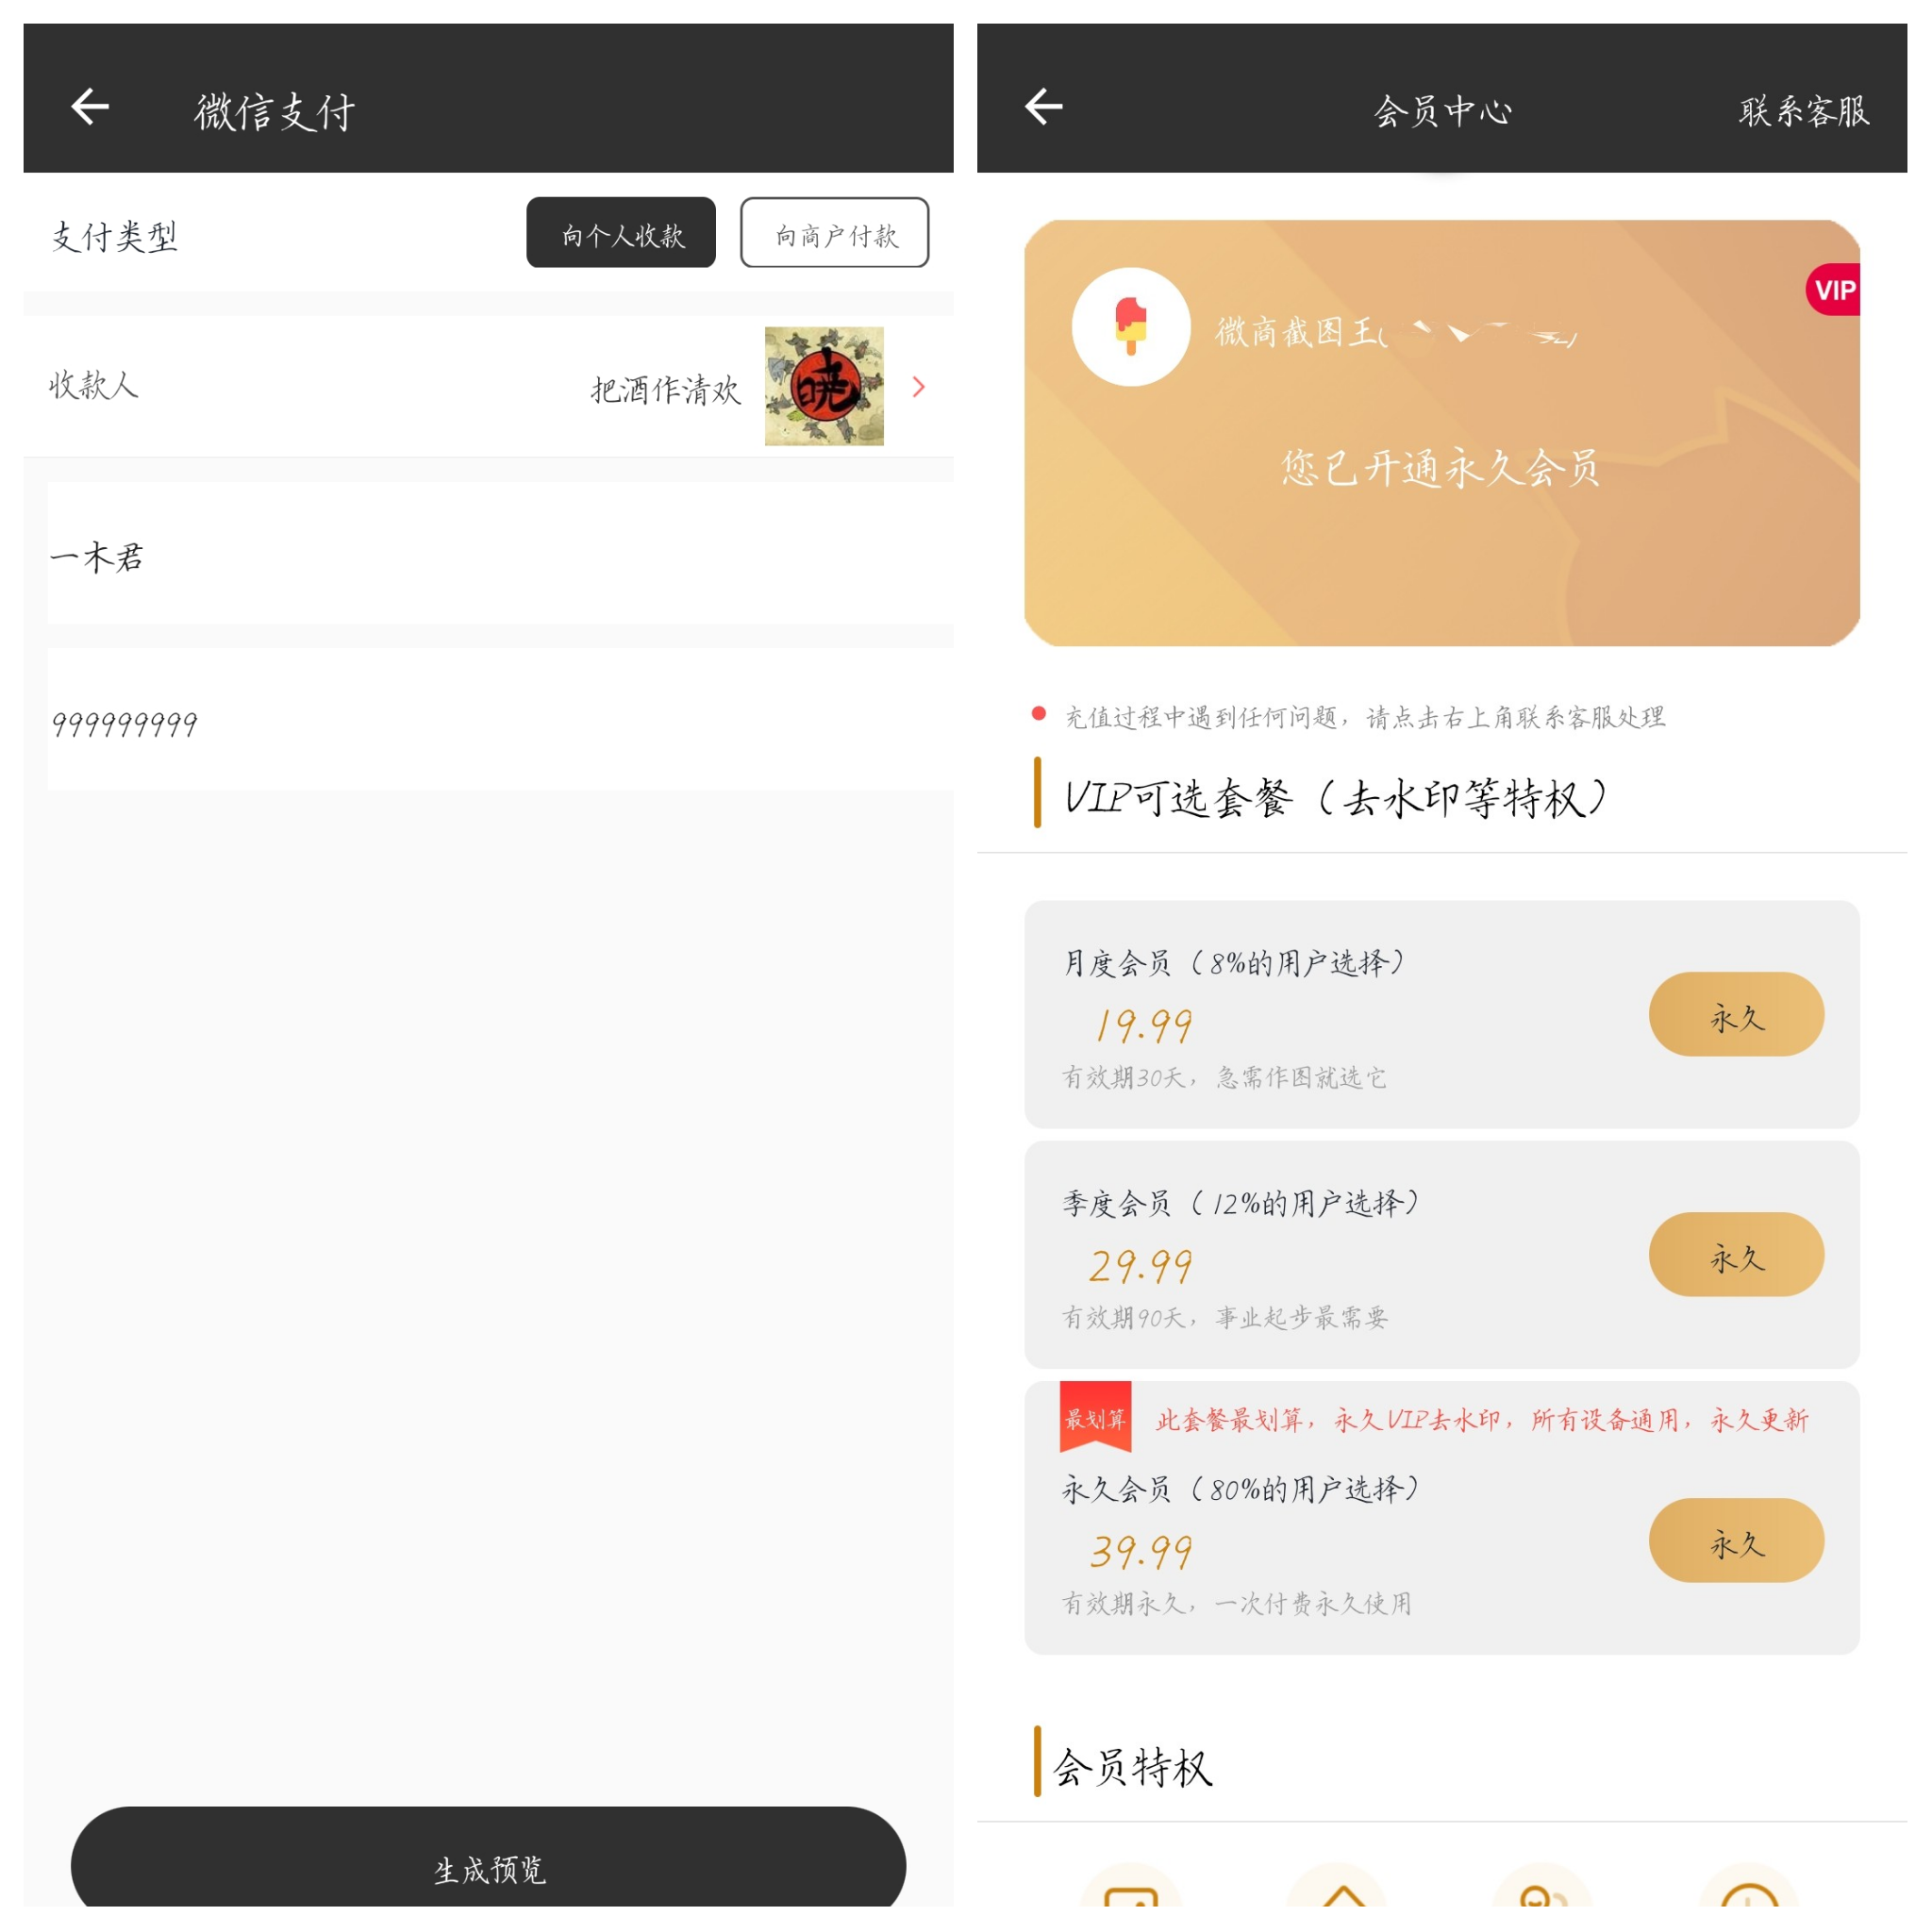 微信支付
支付类型
向个人收款
向商户付款
收款人
把酒作清欢
一木君
999999999
生成预览
会员中心
联系客服
VIP
微商截图王(
您已开通永久会员
充值过程中遇到任何问题，请点击右上角联系客服处理
VIP可选套餐（去水印等特权）
月度会员（8%的用户选择）
19.99
有效期30天，急需作图就选它
永久
季度会员（12%的用户选择）
29.99
有效期90天，事业起步最需要
永久
最划算
此套餐最划算，永久VIP去水印，所有设备通用，永久更新
永久会员（80%的用户选择）
39.99
有效期永久，一次付费永久使用
永久
会员特权